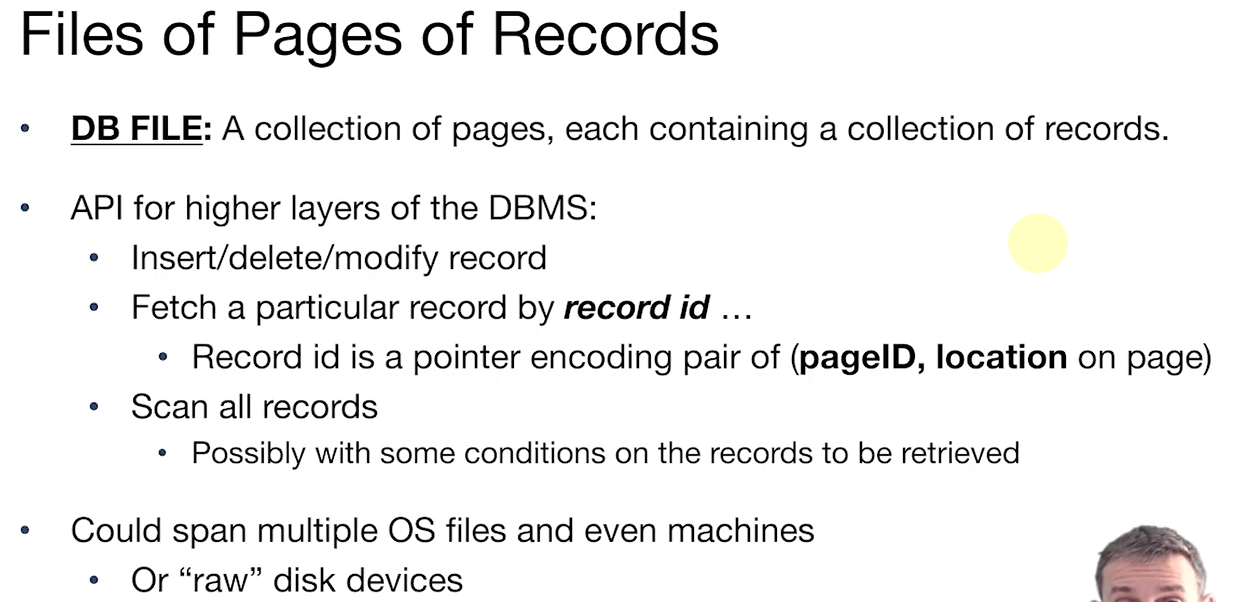 Files of Pages of Records
• DB FILE: A collection of pages, each containing a collection of records.
• API for higher layers of the DBMS:
• Insert/delete/modify record
• Fetch a particular record by record id …
• Record id is a pointer encoding pair of (pageID, location on page)
• Scan all records
• Possibly with some conditions on the records to be retrieved
• Could span multiple OS files and even machines
• Or “raw” disk devices